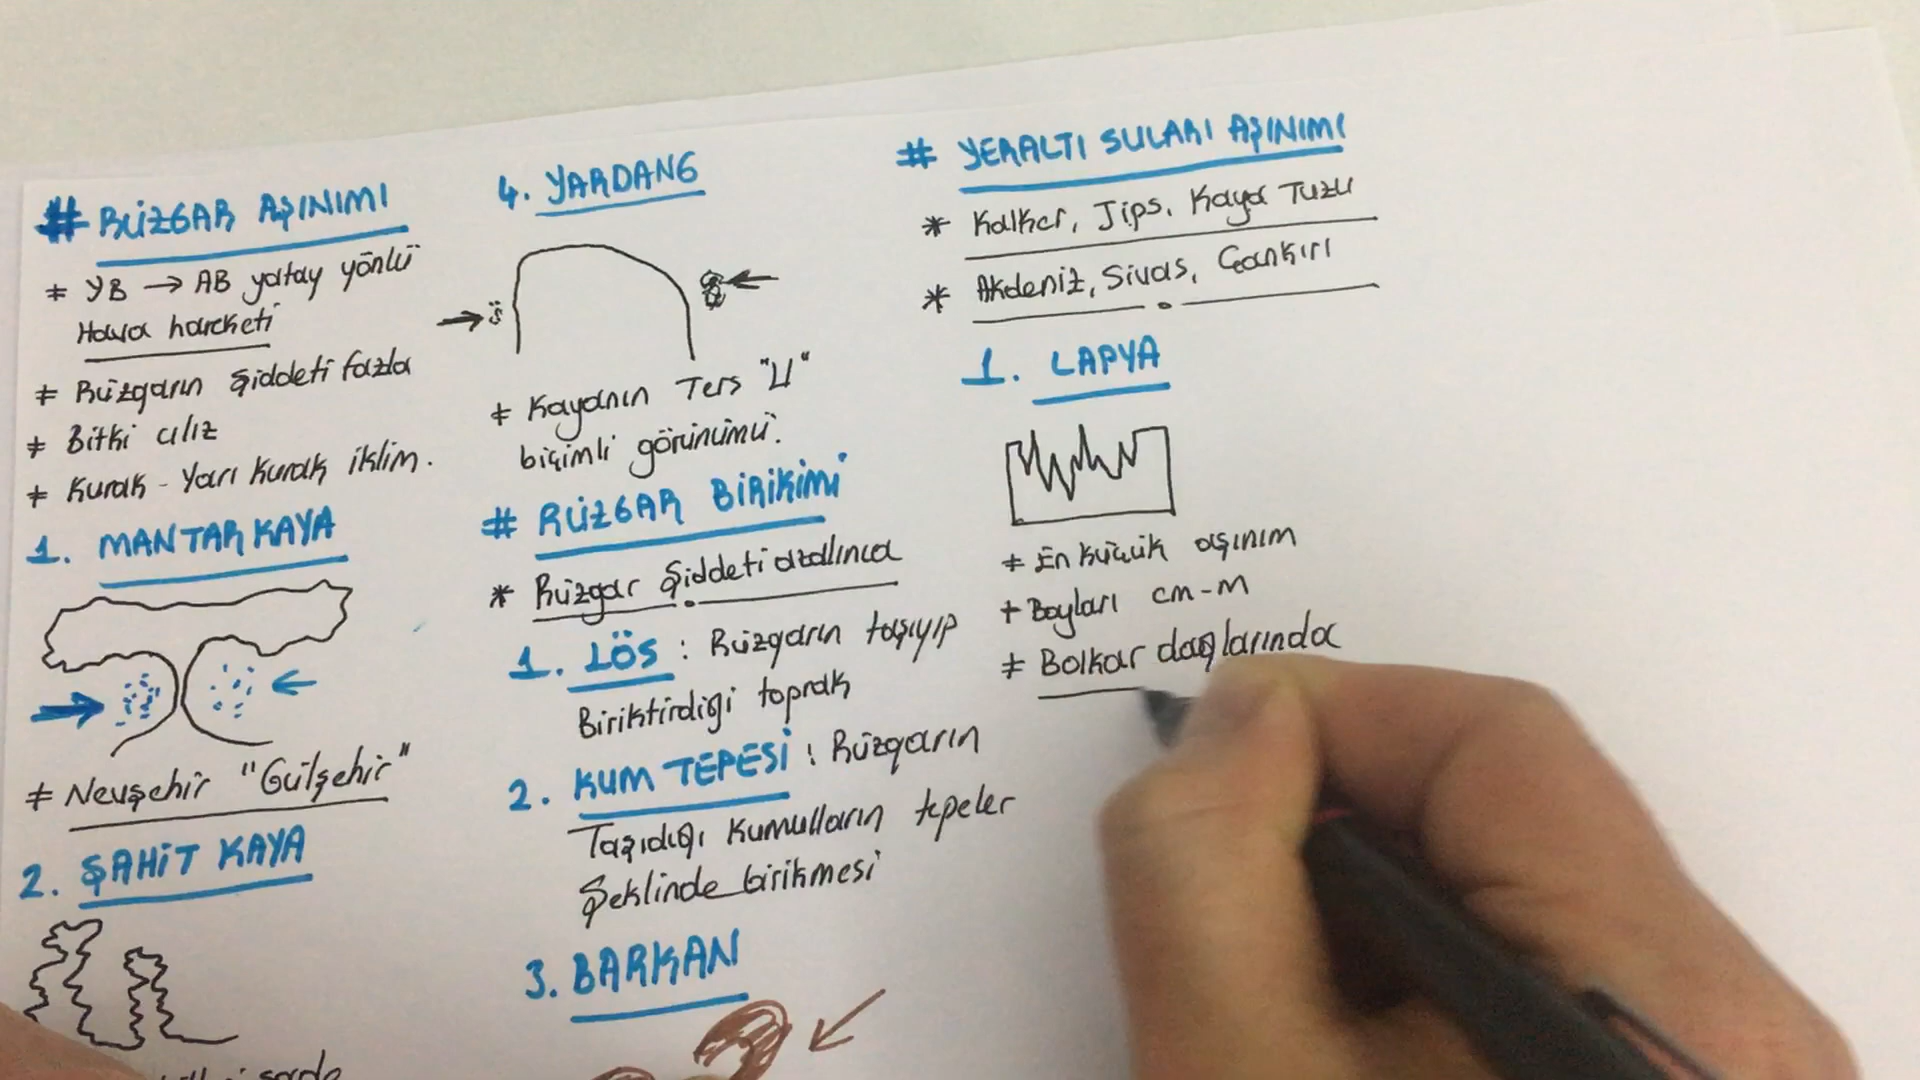 # RÜZGAR AŞINIMI
* YB → AB yatay yönlü
Hava hareketi
* Rüzgarın şiddeti fazla
* Bitki cılız
* Kurak - Yarı kurak iklim.
1. MANTAR KAYA
* Nevşehir "Gülşehir"
2. ŞAHİT KAYA
4. YARDANG
* Kayanın Ters "U"
biçimli görünümü.
# RÜZGAR BİRİKİMİ
* Rüzgar şiddeti azalınca
1. LÖS : Rüzgarın taşıyıp
Biriktirdiği toprak
2. KUM TEPESİ : Rüzgarın
Taşıdığı kumulların tepeler
Şeklinde birikmesi
3. BARKAN
# YERALTI SULARI AŞINIMI
* Kalker, Jips, Kaya Tuzu
* Akdeniz, Sivas, Çankırı
1. LAPYA
* En küçük aşınım
+ Boyları cm-M
* Bolkar dağlarında